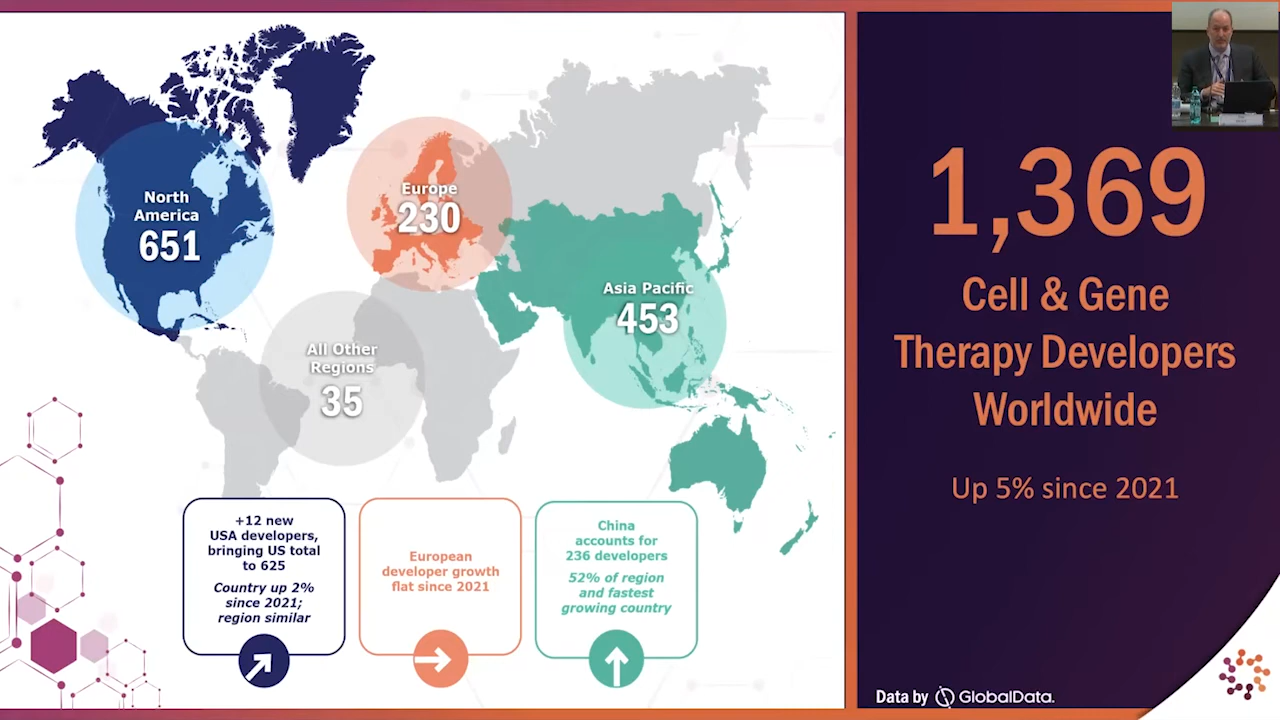 North
America
651
Europe
230
Asia Pacific
453
All Other
Regions
35
+12 new
USA developers,
bringing US total
to 625
Country up 2%
since 2021;
region similar
European
developer growth
flat since 2021
China
accounts for
236 developers
52% of region
and fastest
growing country
1,369
Cell & Gene
Therapy Developers
Worldwide
Up 5% since 2021
Data by GlobalData.